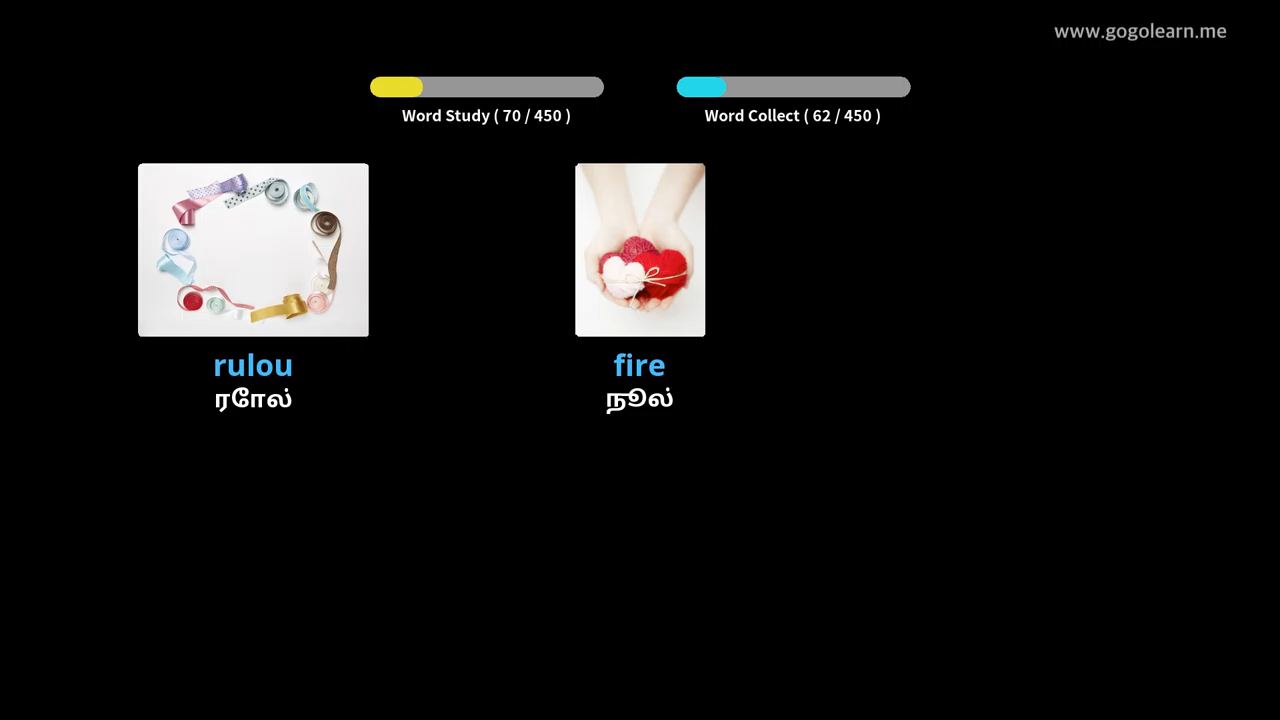 www.gogolearn.me
Word Study ( 70 / 450 )
Word Collect ( 62 / 450 )
rulou
ரோல்
fire
நூல்